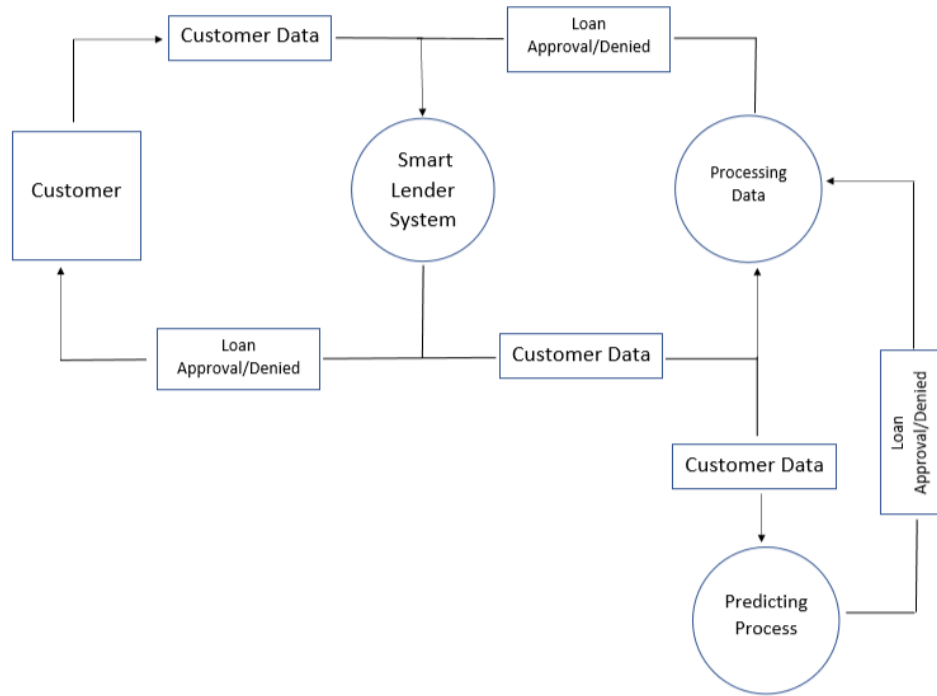 Customer Data
Loan
Approval/Denied
Customer
Smart
Lender
System
Processing
Data
Loan
Approval/Denied
Customer Data
Loan
Approval/Denied
Customer Data
Predicting
Process